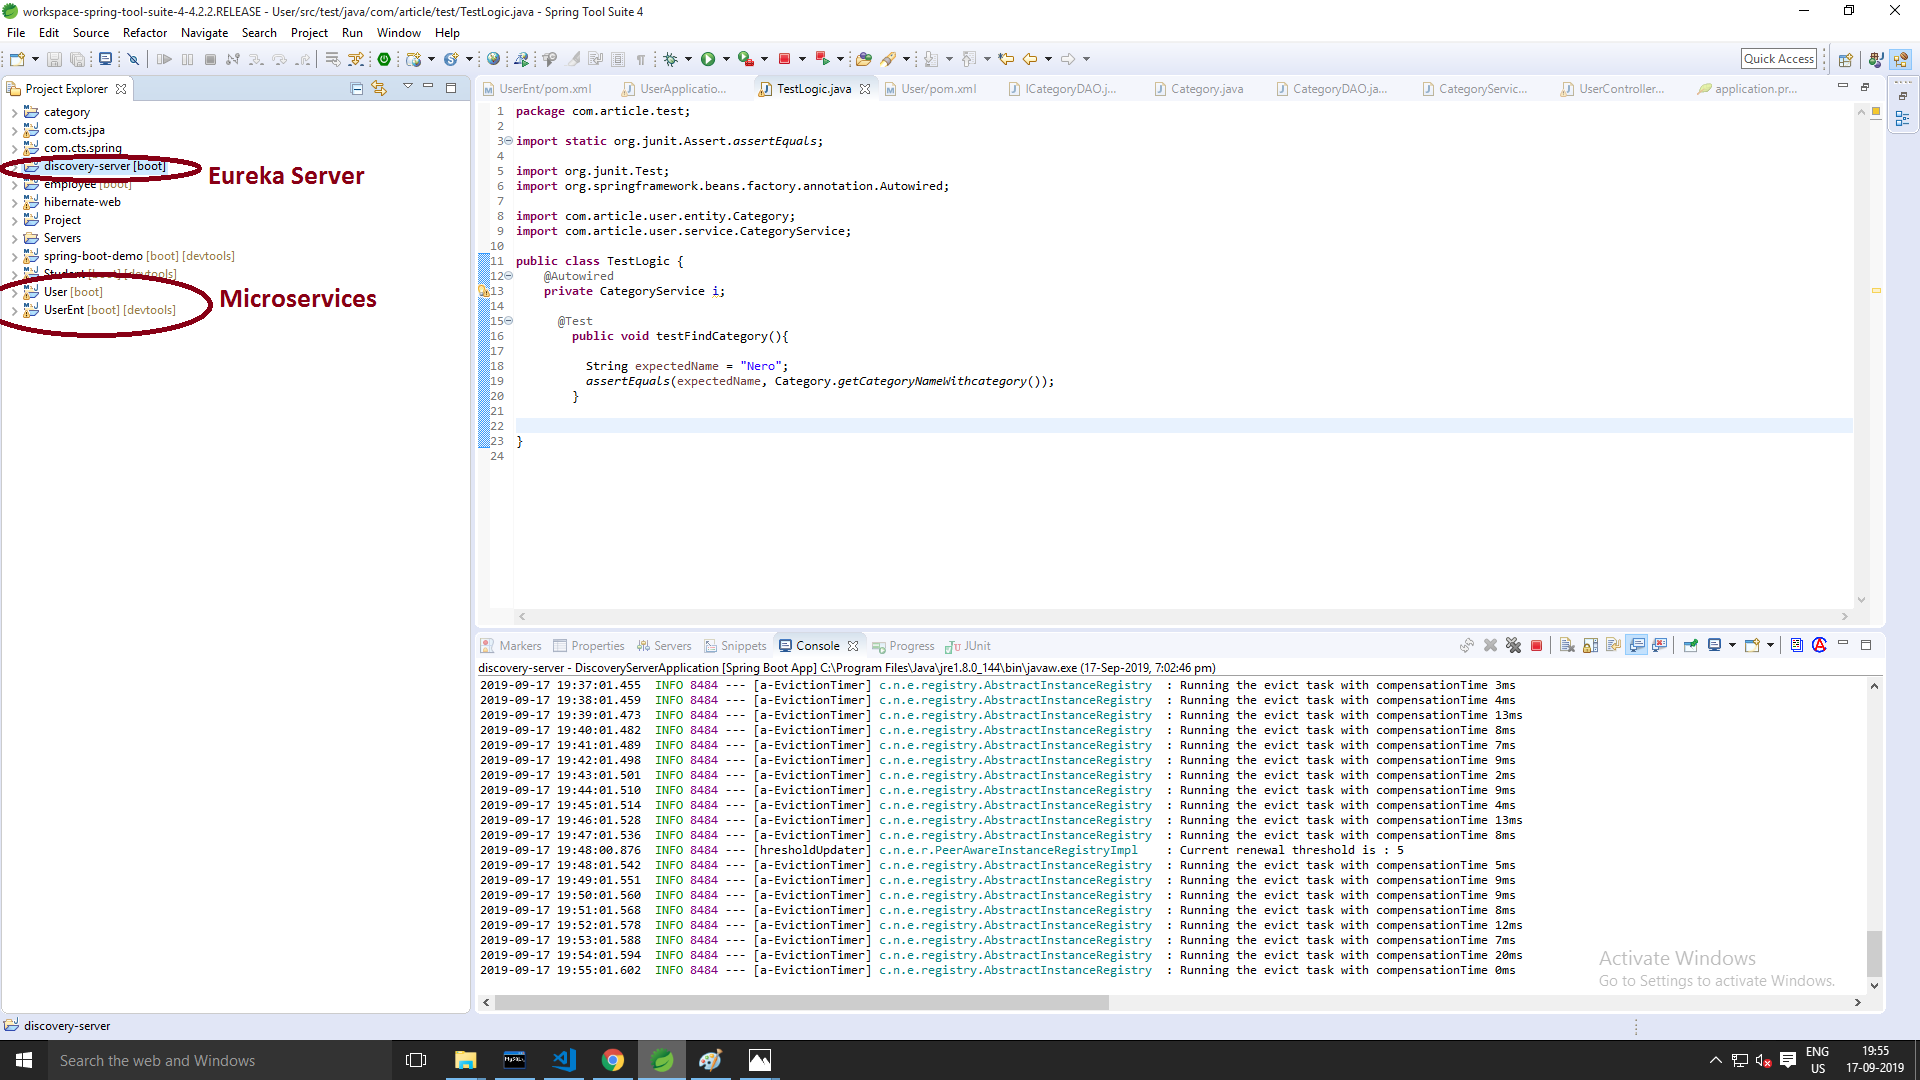 workspace-spring-tool-suite-4-4.2.2.RELEASE - User/src/test/java/com/article/test/TestLogic.java - Spring Tool Suite 4
File Edit Source Refactor Navigate Search Project Run Window Help
Quick Access
Project Explorer
category
com.cts.jpa
com.cts.spring
discovery-server [boot]
employee [boot]
hibernate-web
Project
Servers
spring-boot-demo [boot] [devtools]
Student [boot] [devtools]
User [boot]
UserEnt [boot] [devtools]
Eureka Server
Microservices
UserEnt/pom.xml UserApplicatio... TestLogic.java User/pom.xml ICategoryDAO.j... Category.java CategoryDAO.ja... CategoryServic... UserController... application.pr...
1 package com.article.test;
2
3 import static org.junit.Assert.assertEquals;
4
5 import org.junit.Test;
6 import org.springframework.beans.factory.annotation.Autowired;
7
8 import com.article.user.entity.Category;
9 import com.article.user.service.CategoryService;
10
11 public class TestLogic {
12 @Autowired
13 private CategoryService i;
14
15 @Test
16 public void testFindCategory(){
17
18 String expectedName = "Nero";
19 assertEquals(expectedName, Category.getCategoryNameWithcategory());
20 }
21
22
23 }
24
Markers Properties Servers Snippets Console Progress JUnit
discovery-server - DiscoveryServerApplication [Spring Boot App] C:\Program Files\Java\jre1.8.0_144\bin\javaw.exe (17-Sep-2019, 7:02:46 pm)
2019-09-17 19:37:01.455 INFO 8484 --- [a-EvictionTimer] c.n.e.registry.AbstractInstanceRegistry : Running the evict task with compensationTime 3ms
2019-09-17 19:38:01.459 INFO 8484 --- [a-EvictionTimer] c.n.e.registry.AbstractInstanceRegistry : Running the evict task with compensationTime 4ms
2019-09-17 19:39:01.473 INFO 8484 --- [a-EvictionTimer] c.n.e.registry.AbstractInstanceRegistry : Running the evict task with compensationTime 13ms
2019-09-17 19:40:01.482 INFO 8484 --- [a-EvictionTimer] c.n.e.registry.AbstractInstanceRegistry : Running the evict task with compensationTime 8ms
2019-09-17 19:41:01.489 INFO 8484 --- [a-EvictionTimer] c.n.e.registry.AbstractInstanceRegistry : Running the evict task with compensationTime 7ms
2019-09-17 19:42:01.498 INFO 8484 --- [a-EvictionTimer] c.n.e.registry.AbstractInstanceRegistry : Running the evict task with compensationTime 9ms
2019-09-17 19:43:01.501 INFO 8484 --- [a-EvictionTimer] c.n.e.registry.AbstractInstanceRegistry : Running the evict task with compensationTime 2ms
2019-09-17 19:44:01.510 INFO 8484 --- [a-EvictionTimer] c.n.e.registry.AbstractInstanceRegistry : Running the evict task with compensationTime 9ms
2019-09-17 19:45:01.514 INFO 8484 --- [a-EvictionTimer] c.n.e.registry.AbstractInstanceRegistry : Running the evict task with compensationTime 4ms
2019-09-17 19:46:01.528 INFO 8484 --- [a-EvictionTimer] c.n.e.registry.AbstractInstanceRegistry : Running the evict task with compensationTime 13ms
2019-09-17 19:47:01.536 INFO 8484 --- [a-EvictionTimer] c.n.e.registry.AbstractInstanceRegistry : Running the evict task with compensationTime 8ms
2019-09-17 19:48:00.876 INFO 8484 --- [hresholdUpdater] c.n.e.r.PeerAwareInstanceRegistryImpl : Current renewal threshold is : 5
2019-09-17 19:48:01.542 INFO 8484 --- [a-EvictionTimer] c.n.e.registry.AbstractInstanceRegistry : Running the evict task with compensationTime 5ms
2019-09-17 19:49:01.551 INFO 8484 --- [a-EvictionTimer] c.n.e.registry.AbstractInstanceRegistry : Running the evict task with compensationTime 9ms
2019-09-17 19:50:01.560 INFO 8484 --- [a-EvictionTimer] c.n.e.registry.AbstractInstanceRegistry : Running the evict task with compensationTime 9ms
2019-09-17 19:51:01.568 INFO 8484 --- [a-EvictionTimer] c.n.e.registry.AbstractInstanceRegistry : Running the evict task with compensationTime 8ms
2019-09-17 19:52:01.578 INFO 8484 --- [a-EvictionTimer] c.n.e.registry.AbstractInstanceRegistry : Running the evict task with compensationTime 12ms
2019-09-17 19:53:01.588 INFO 8484 --- [a-EvictionTimer] c.n.e.registry.AbstractInstanceRegistry : Running the evict task with compensationTime 7ms
2019-09-17 19:54:01.594 INFO 8484 --- [a-EvictionTimer] c.n.e.registry.AbstractInstanceRegistry : Running the evict task with compensationTime 20ms
2019-09-17 19:55:01.602 INFO 8484 --- [a-EvictionTimer] c.n.e.registry.AbstractInstanceRegistry : Running the evict task with compensationTime 0ms
Activate Windows
Go to Settings to activate Windows.
discovery-server
Search the web and Windows
MySQL
ENG
US
19:55
17-09-2019